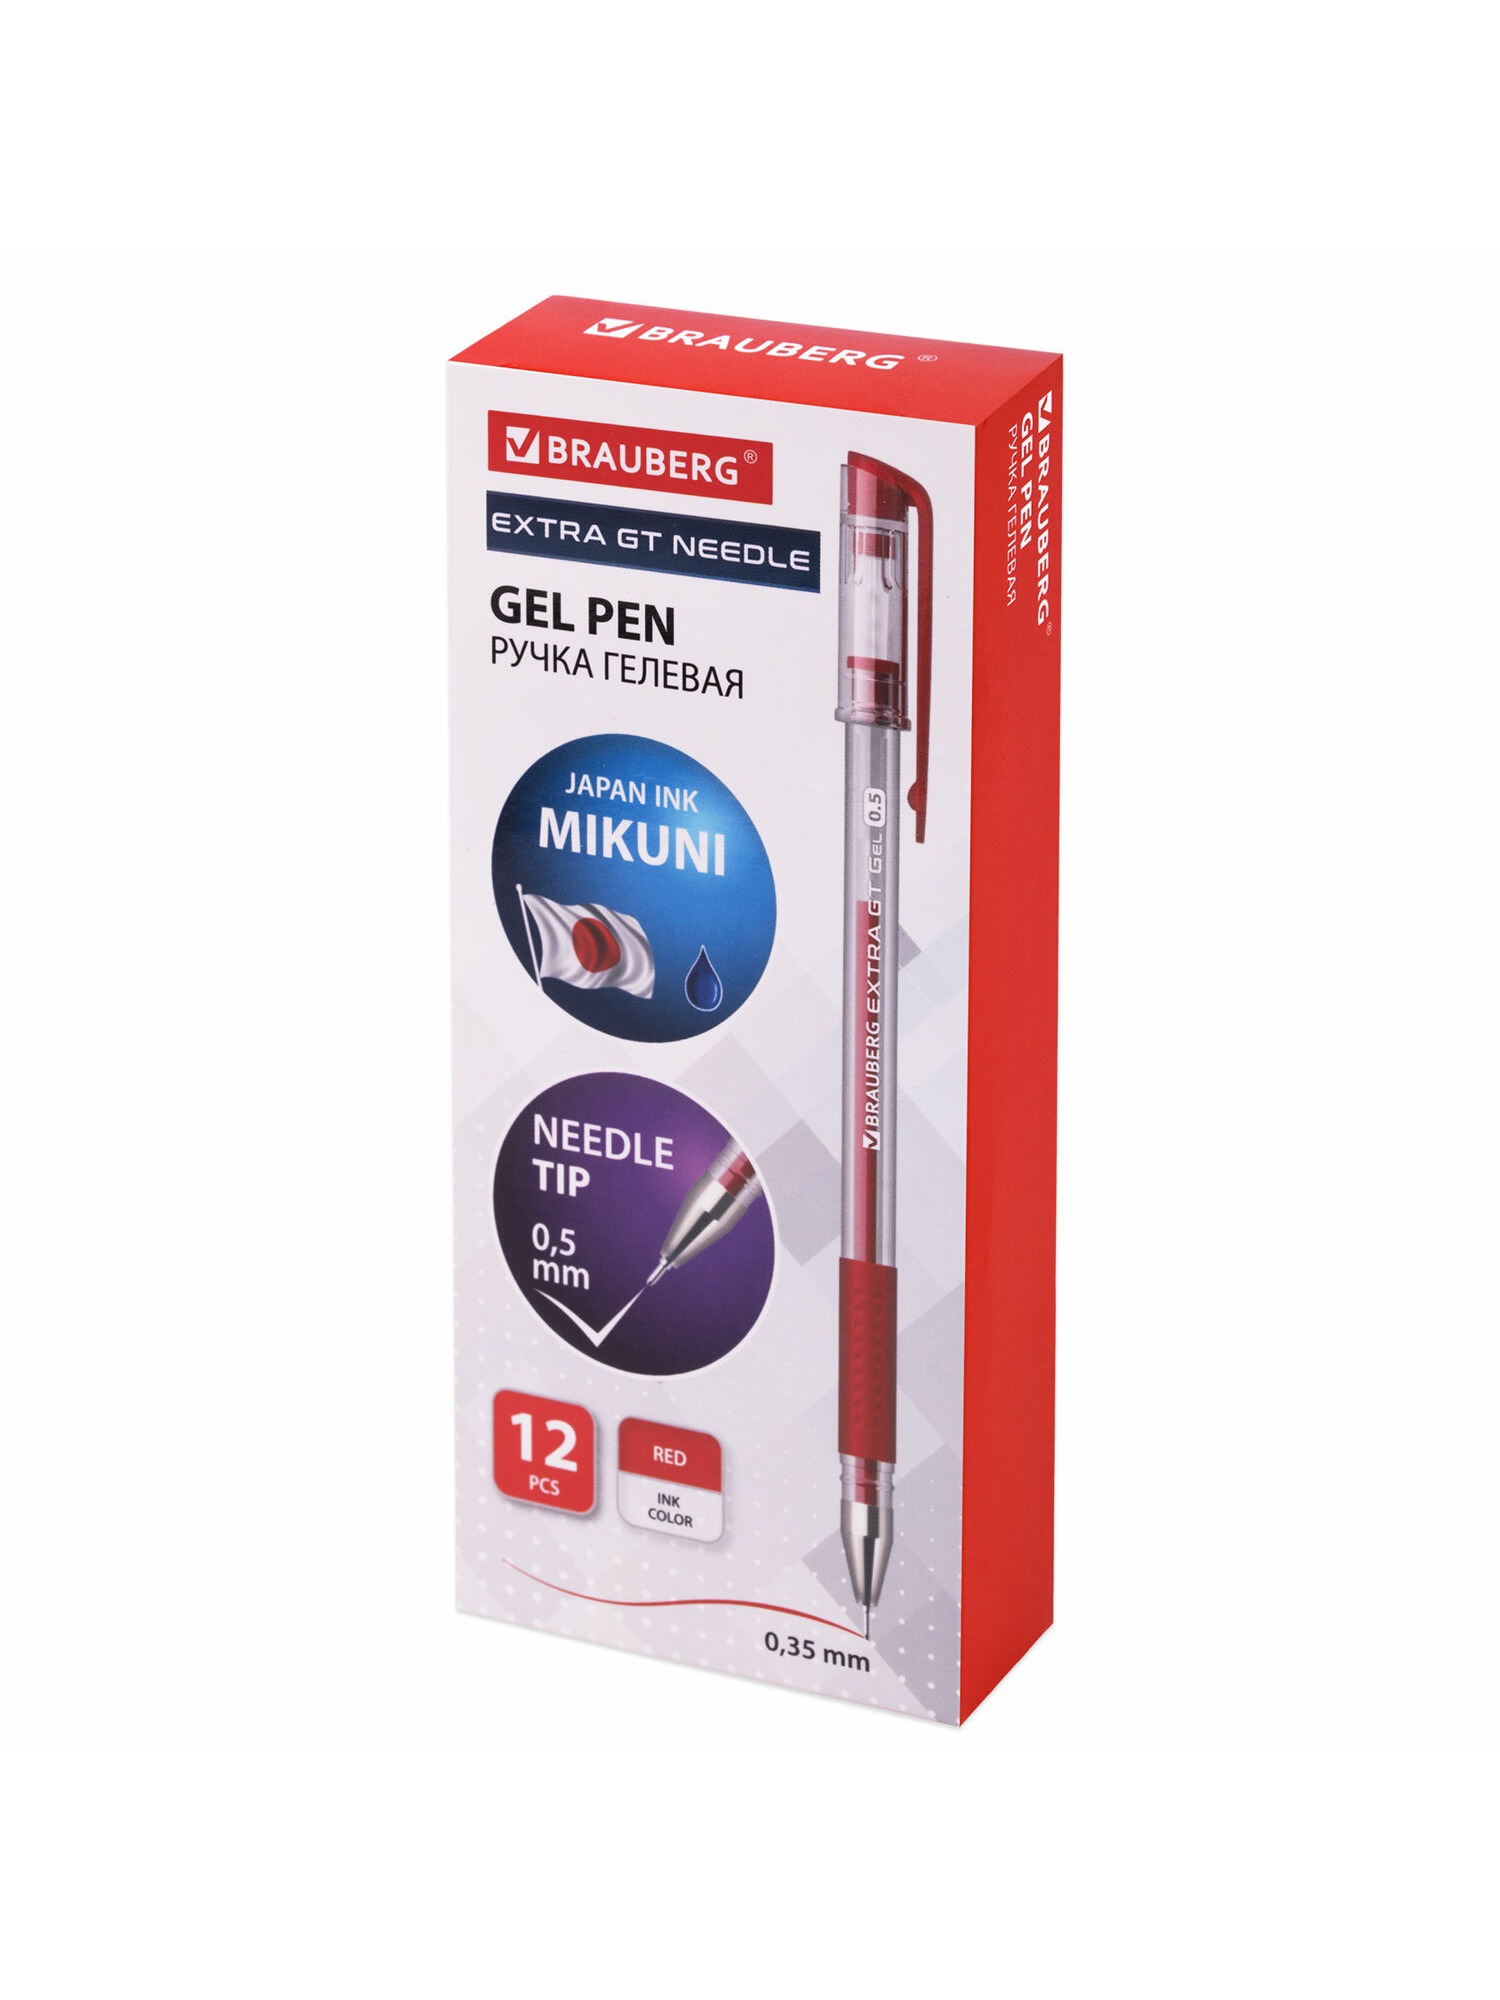 BRAUBERG®
BRAUBERG®
EXTRA GT NEEDLE
GEL PEN
РУЧКА ГЕЛЕВАЯ
JAPAN INK
MIKUNI
NEEDLE
TIP
0,5
mm
12
PCS
RED
INK
COLOR
0,35 mm
BRAUBERG EXTRA GT GEL 0.5
BRAUBERG®
GEL PEN
РУЧКА ГЕЛЕВАЯ